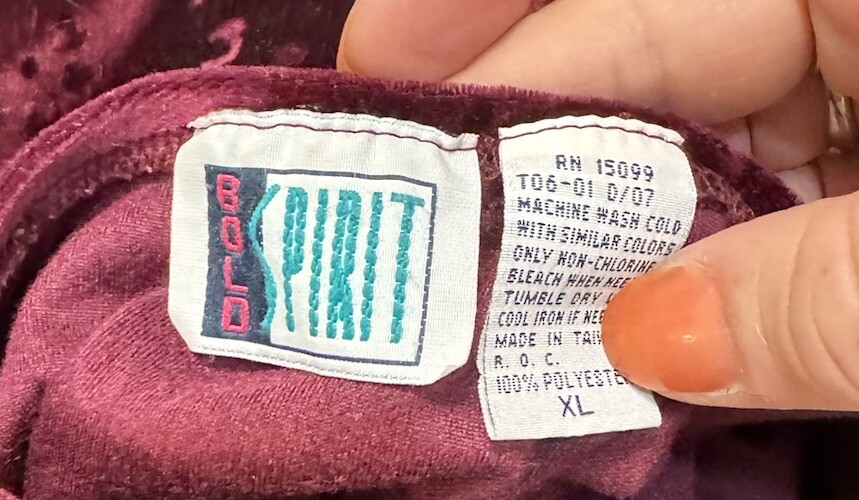 BOLD
SPIRIT
RN 15099
T06-01 D/07
MACHINE WASH COLD
WITH SIMILAR COLORS
ONLY NON-CHLORINE
BLEACH WHEN
TUMBLE DRY
COOL IRON IF
MADE IN
R. O. C.
100% POLYESTE
XL